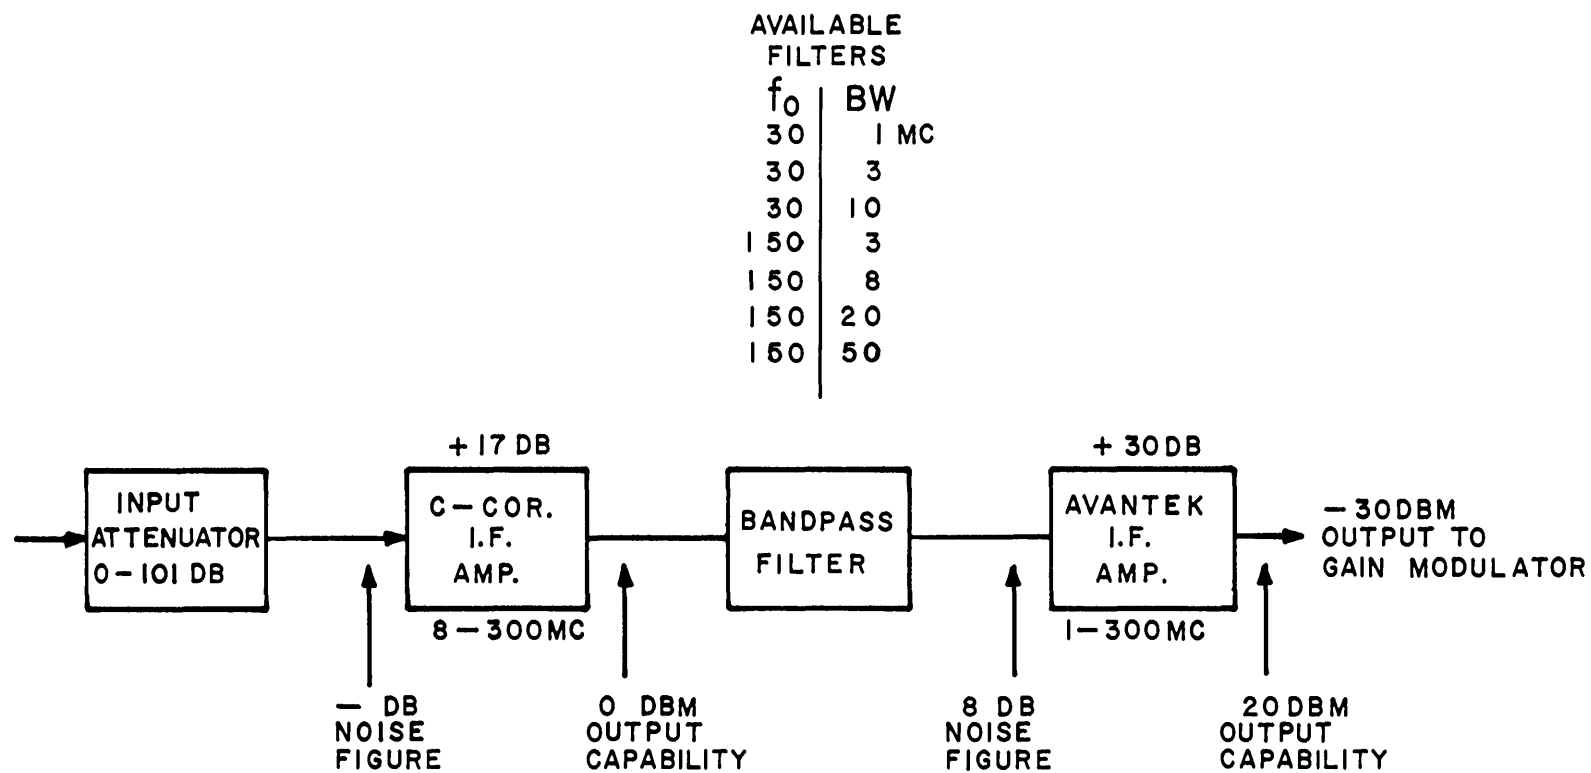 AVAILABLE
FILTERS
f0 BW
30 1 MC
30 3
30 10
150 3
150 8
150 20
150 50
+17 DB
+30DB
INPUT
ATTENUATOR
0-101 DB
C-COR.
I.F.
AMP.
BANDPASS
FILTER
AVANTEK
I.F.
AMP.
-30DBM
OUTPUT TO
GAIN MODULATOR
8-300MC
1-300MC
— DB
NOISE
FIGURE
0 DBM
OUTPUT
CAPABILITY
8 DB
NOISE
FIGURE
20DBM
OUTPUT
CAPABILITY